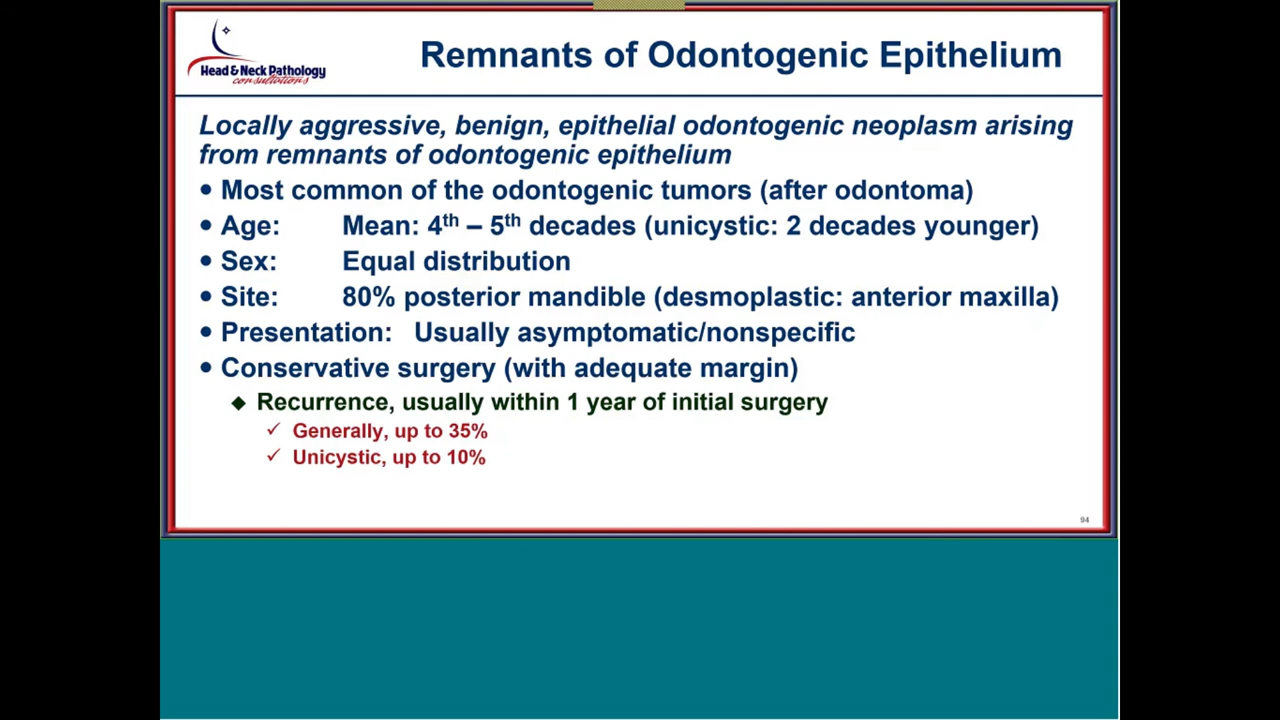 Head & Neck Pathology
consultations
Remnants of Odontogenic Epithelium
Locally aggressive, benign, epithelial odontogenic neoplasm arising
from remnants of odontogenic epithelium
• Most common of the odontogenic tumors (after odontoma)
• Age: Mean: 4th – 5th decades (unicystic: 2 decades younger)
• Sex: Equal distribution
• Site: 80% posterior mandible (desmoplastic: anterior maxilla)
• Presentation: Usually asymptomatic/nonspecific
• Conservative surgery (with adequate margin)
◆ Recurrence, usually within 1 year of initial surgery
✓ Generally, up to 35%
✓ Unicystic, up to 10%
94